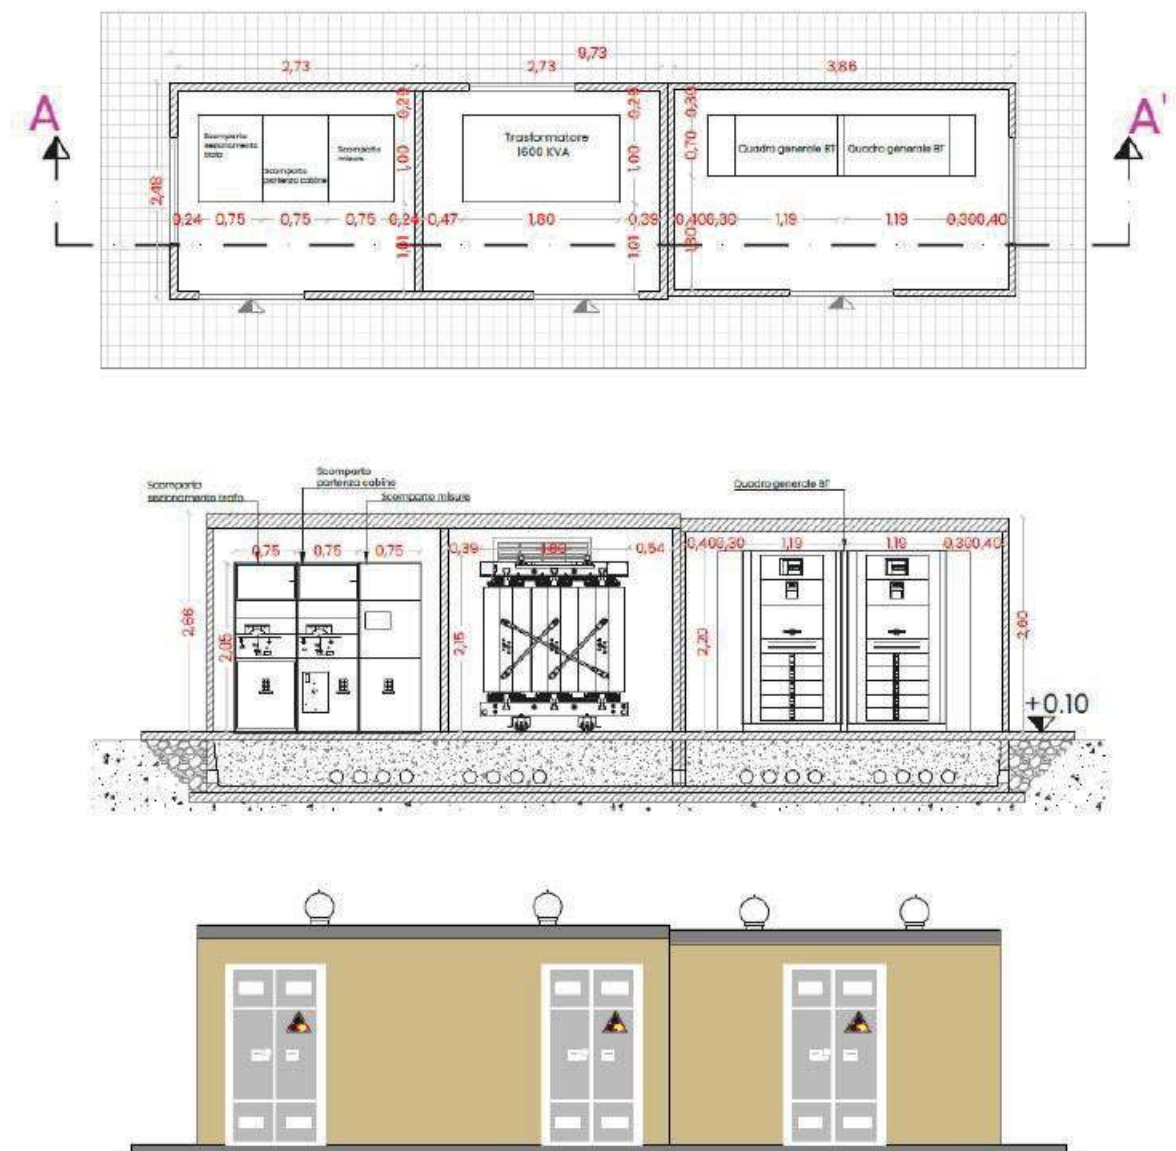 9,73
2,73
2,73
3,86
A
A'
0,29
0,29
0,30
Scomparto
sezionamento
trafo
Scomparto
misure
Scomparto
partenza cabine
1,00
Trasformatore
1600 KVA
1,00
0,70
Quadro generale BT
Quadro generale BT
2,48
0,24
0,75
0,75
0,75
0,24
0,47
1,80
0,39
0,40
0,30
1,19
1,19
0,30
0,40
1,01
1,01
1,80
Scomparto
partenza cabine
Scomparto
sezionamento trafo
Scomparto misure
Quadro generale BT
0,75
0,75
0,75
0,39
1,80
0,54
0,40
0,30
1,19
1,19
0,30
0,40
2,66
2,05
2,15
2,20
2,60
+0.10